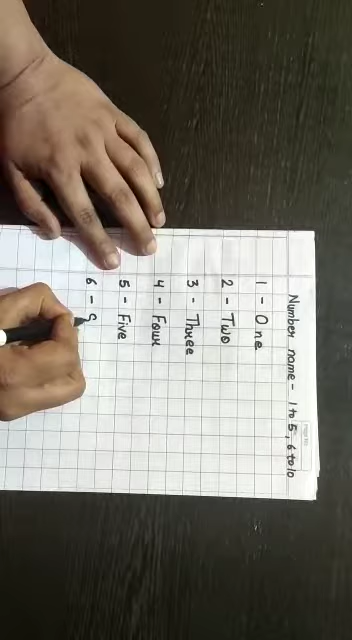 Number name - 1 to 5, 6 to 10
1 - One
2 - Two
3 - Three
4 - Four
5 - Five
6 - S